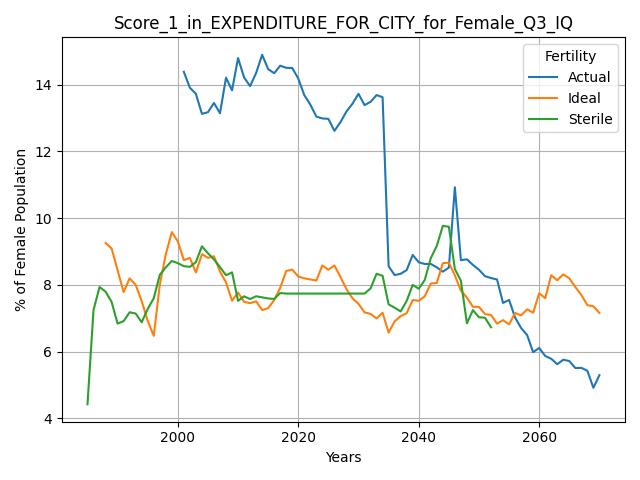 Score_1_in_EXPENDITURE_FOR_CITY_for_Female_Q3_IQ
Fertility
Actual
Ideal
Sterile
% of Female Population
14
12
10
8
6
4
2000
2020
2040
2060
Years